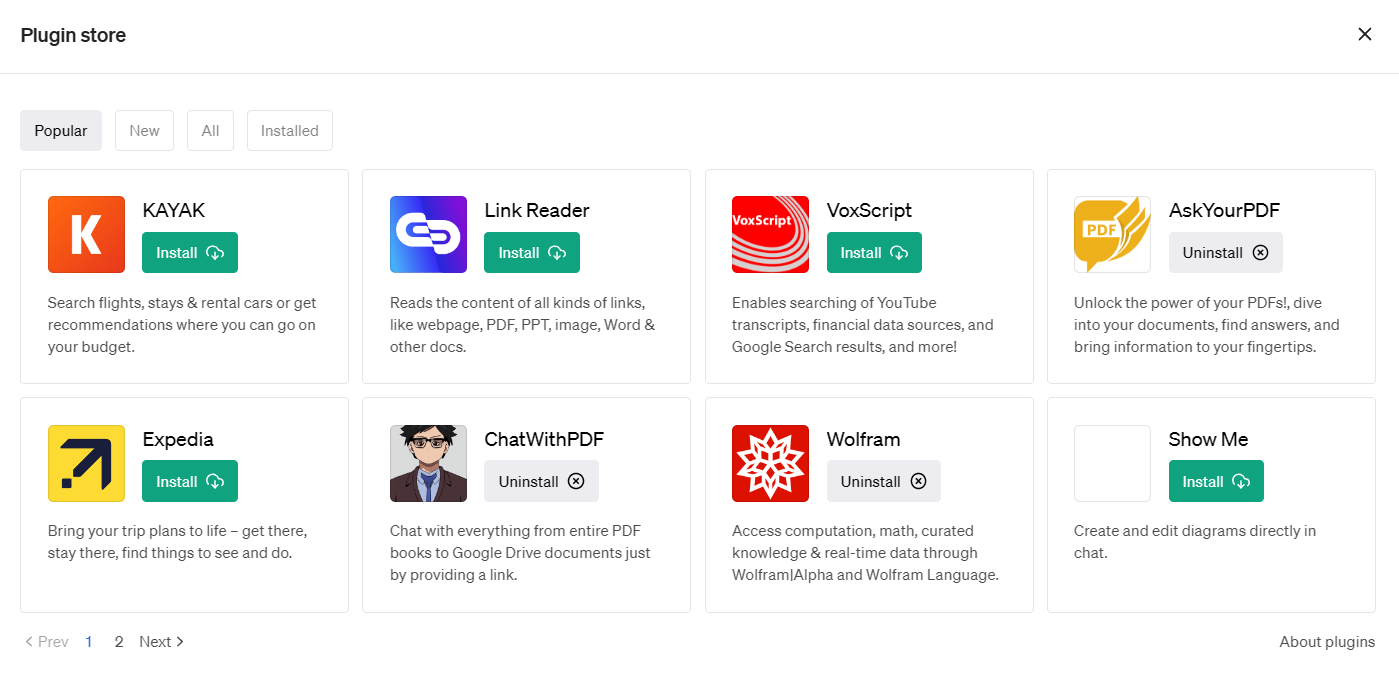 Plugin store
Popular
New
All
Installed
K
KAYAK
Install
Search flights, stays & rental cars or get
recommendations where you can go on
your budget.
Link Reader
Install
Reads the content of all kinds of links,
like webpage, PDF, PPT, image, Word &
other docs.
VoxScript
VoxScript
Install
Enables searching of YouTube
transcripts, financial data sources, and
Google Search results, and more!
PDF
AskYourPDF
Uninstall
Unlock the power of your PDFs!, dive
into your documents, find answers, and
bring information to your fingertips.
Expedia
Install
Bring your trip plans to life – get there,
stay there, find things to see and do.
ChatWithPDF
Uninstall
Chat with everything from entire PDF
books to Google Drive documents just
by providing a link.
Wolfram
Uninstall
Access computation, math, curated
knowledge & real-time data through
Wolfram|Alpha and Wolfram Language.
Show Me
Install
Create and edit diagrams directly in
chat.
Prev 1 2 Next
About plugins